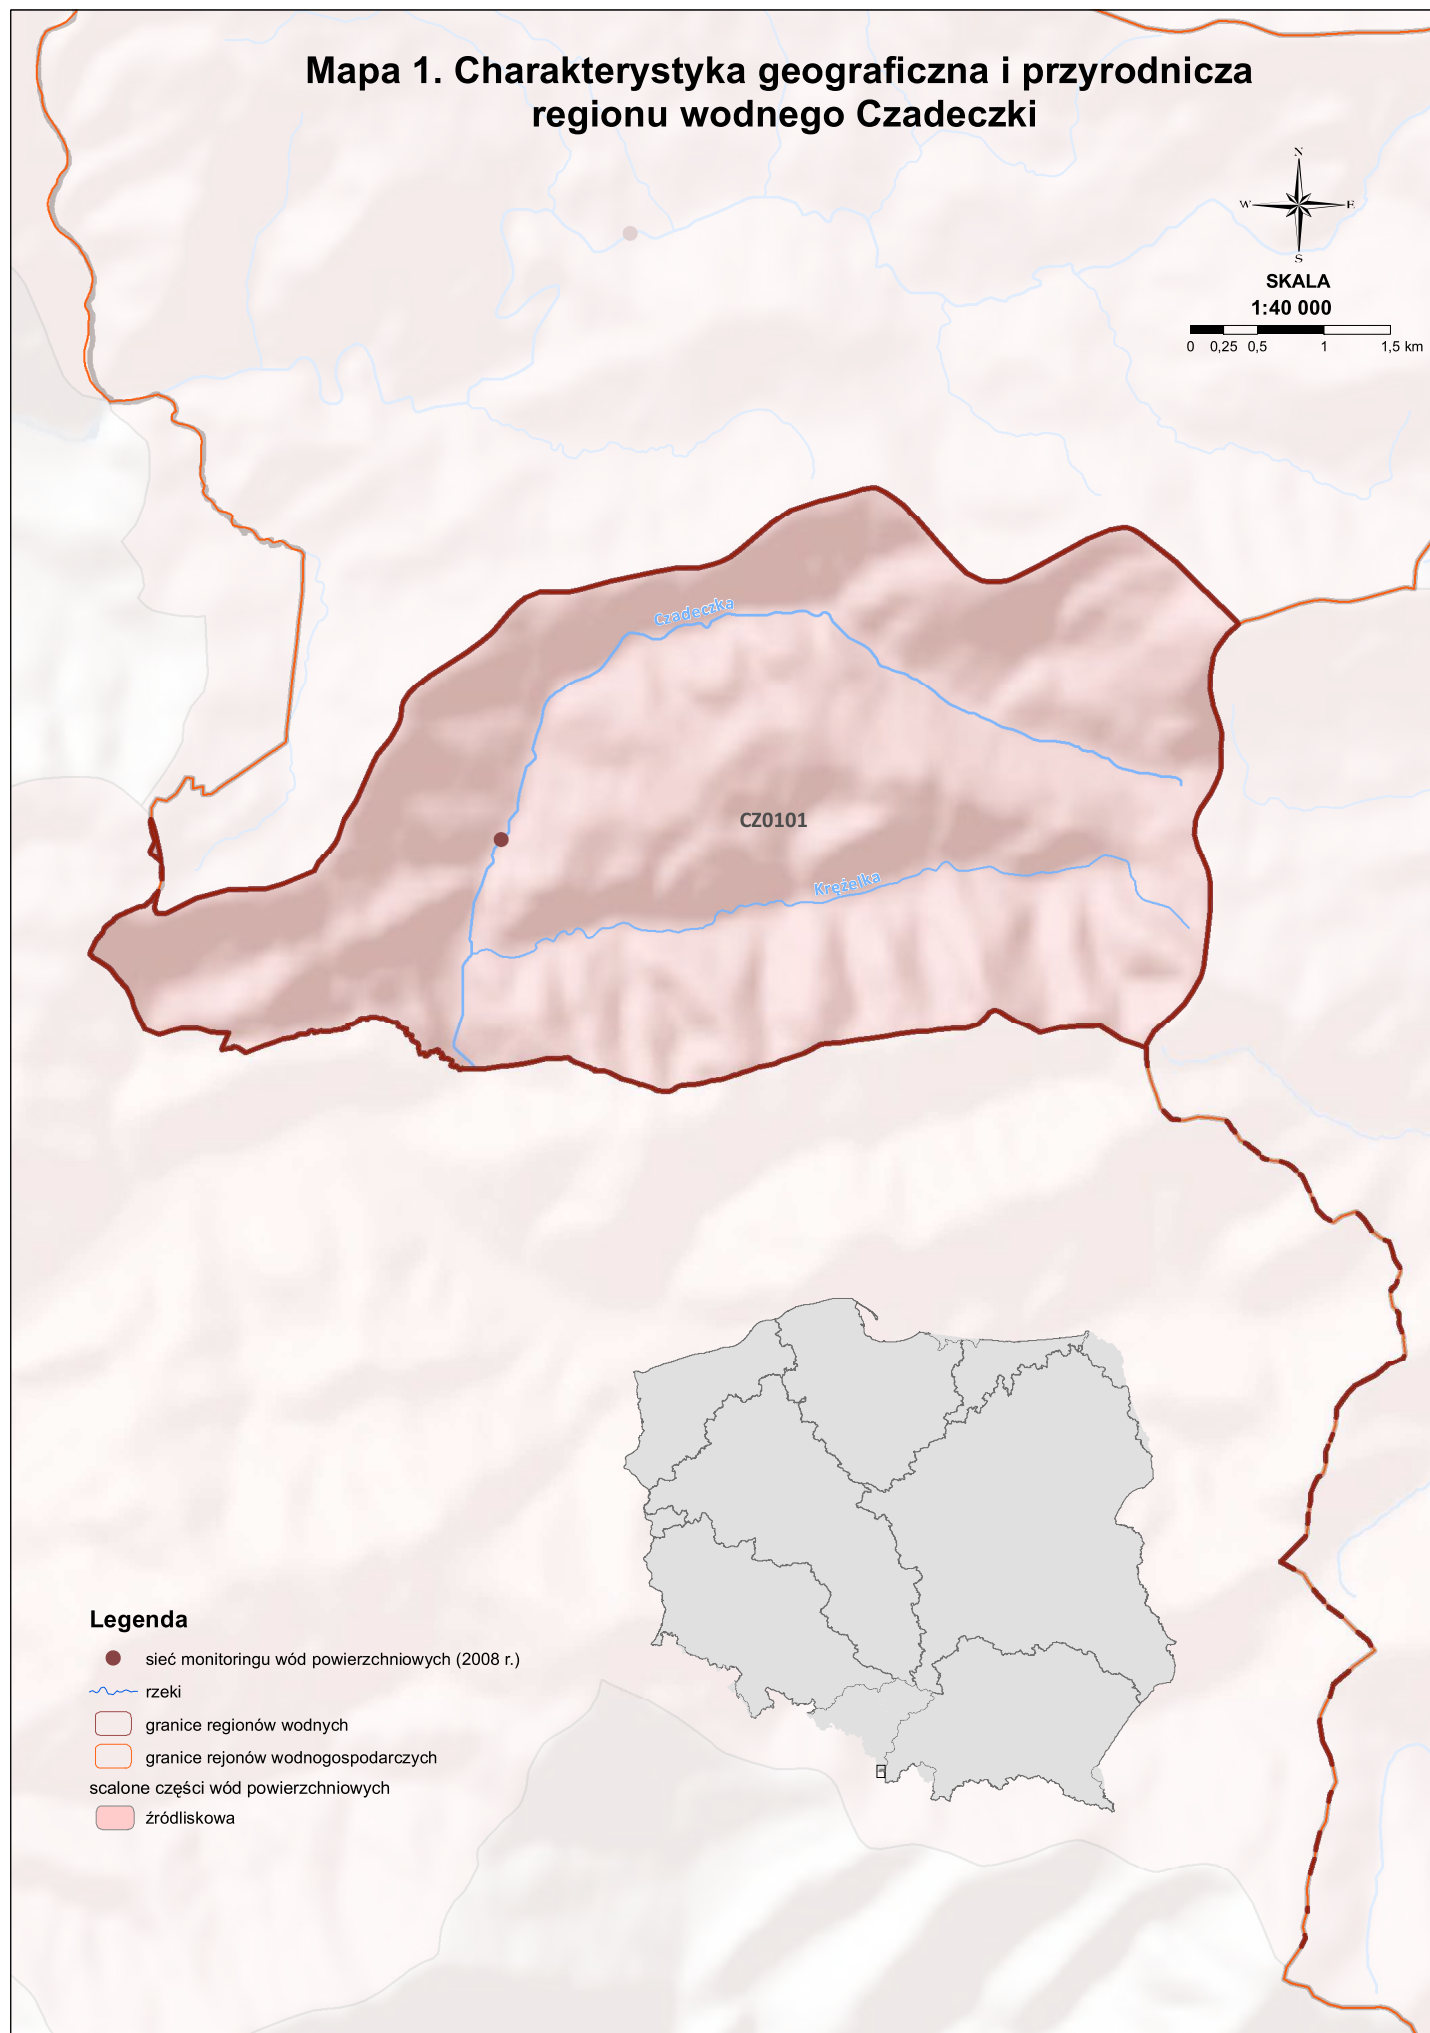 Mapa 1. Charakterystyka geograficzna i przyrodnicza
regionu wodnego Czadeczki
N
W E
S
SKALA
1:40 000
0 0,25 0,5 1 1,5 km
Czadeczka
CZ0101
Krężelka
Legenda
sieć monitoringu wód powierzchniowych (2008 r.)
rzeki
granice regionów wodnych
granice rejonów wodnogospodarczych
scalone części wód powierzchniowych
źródliskowa